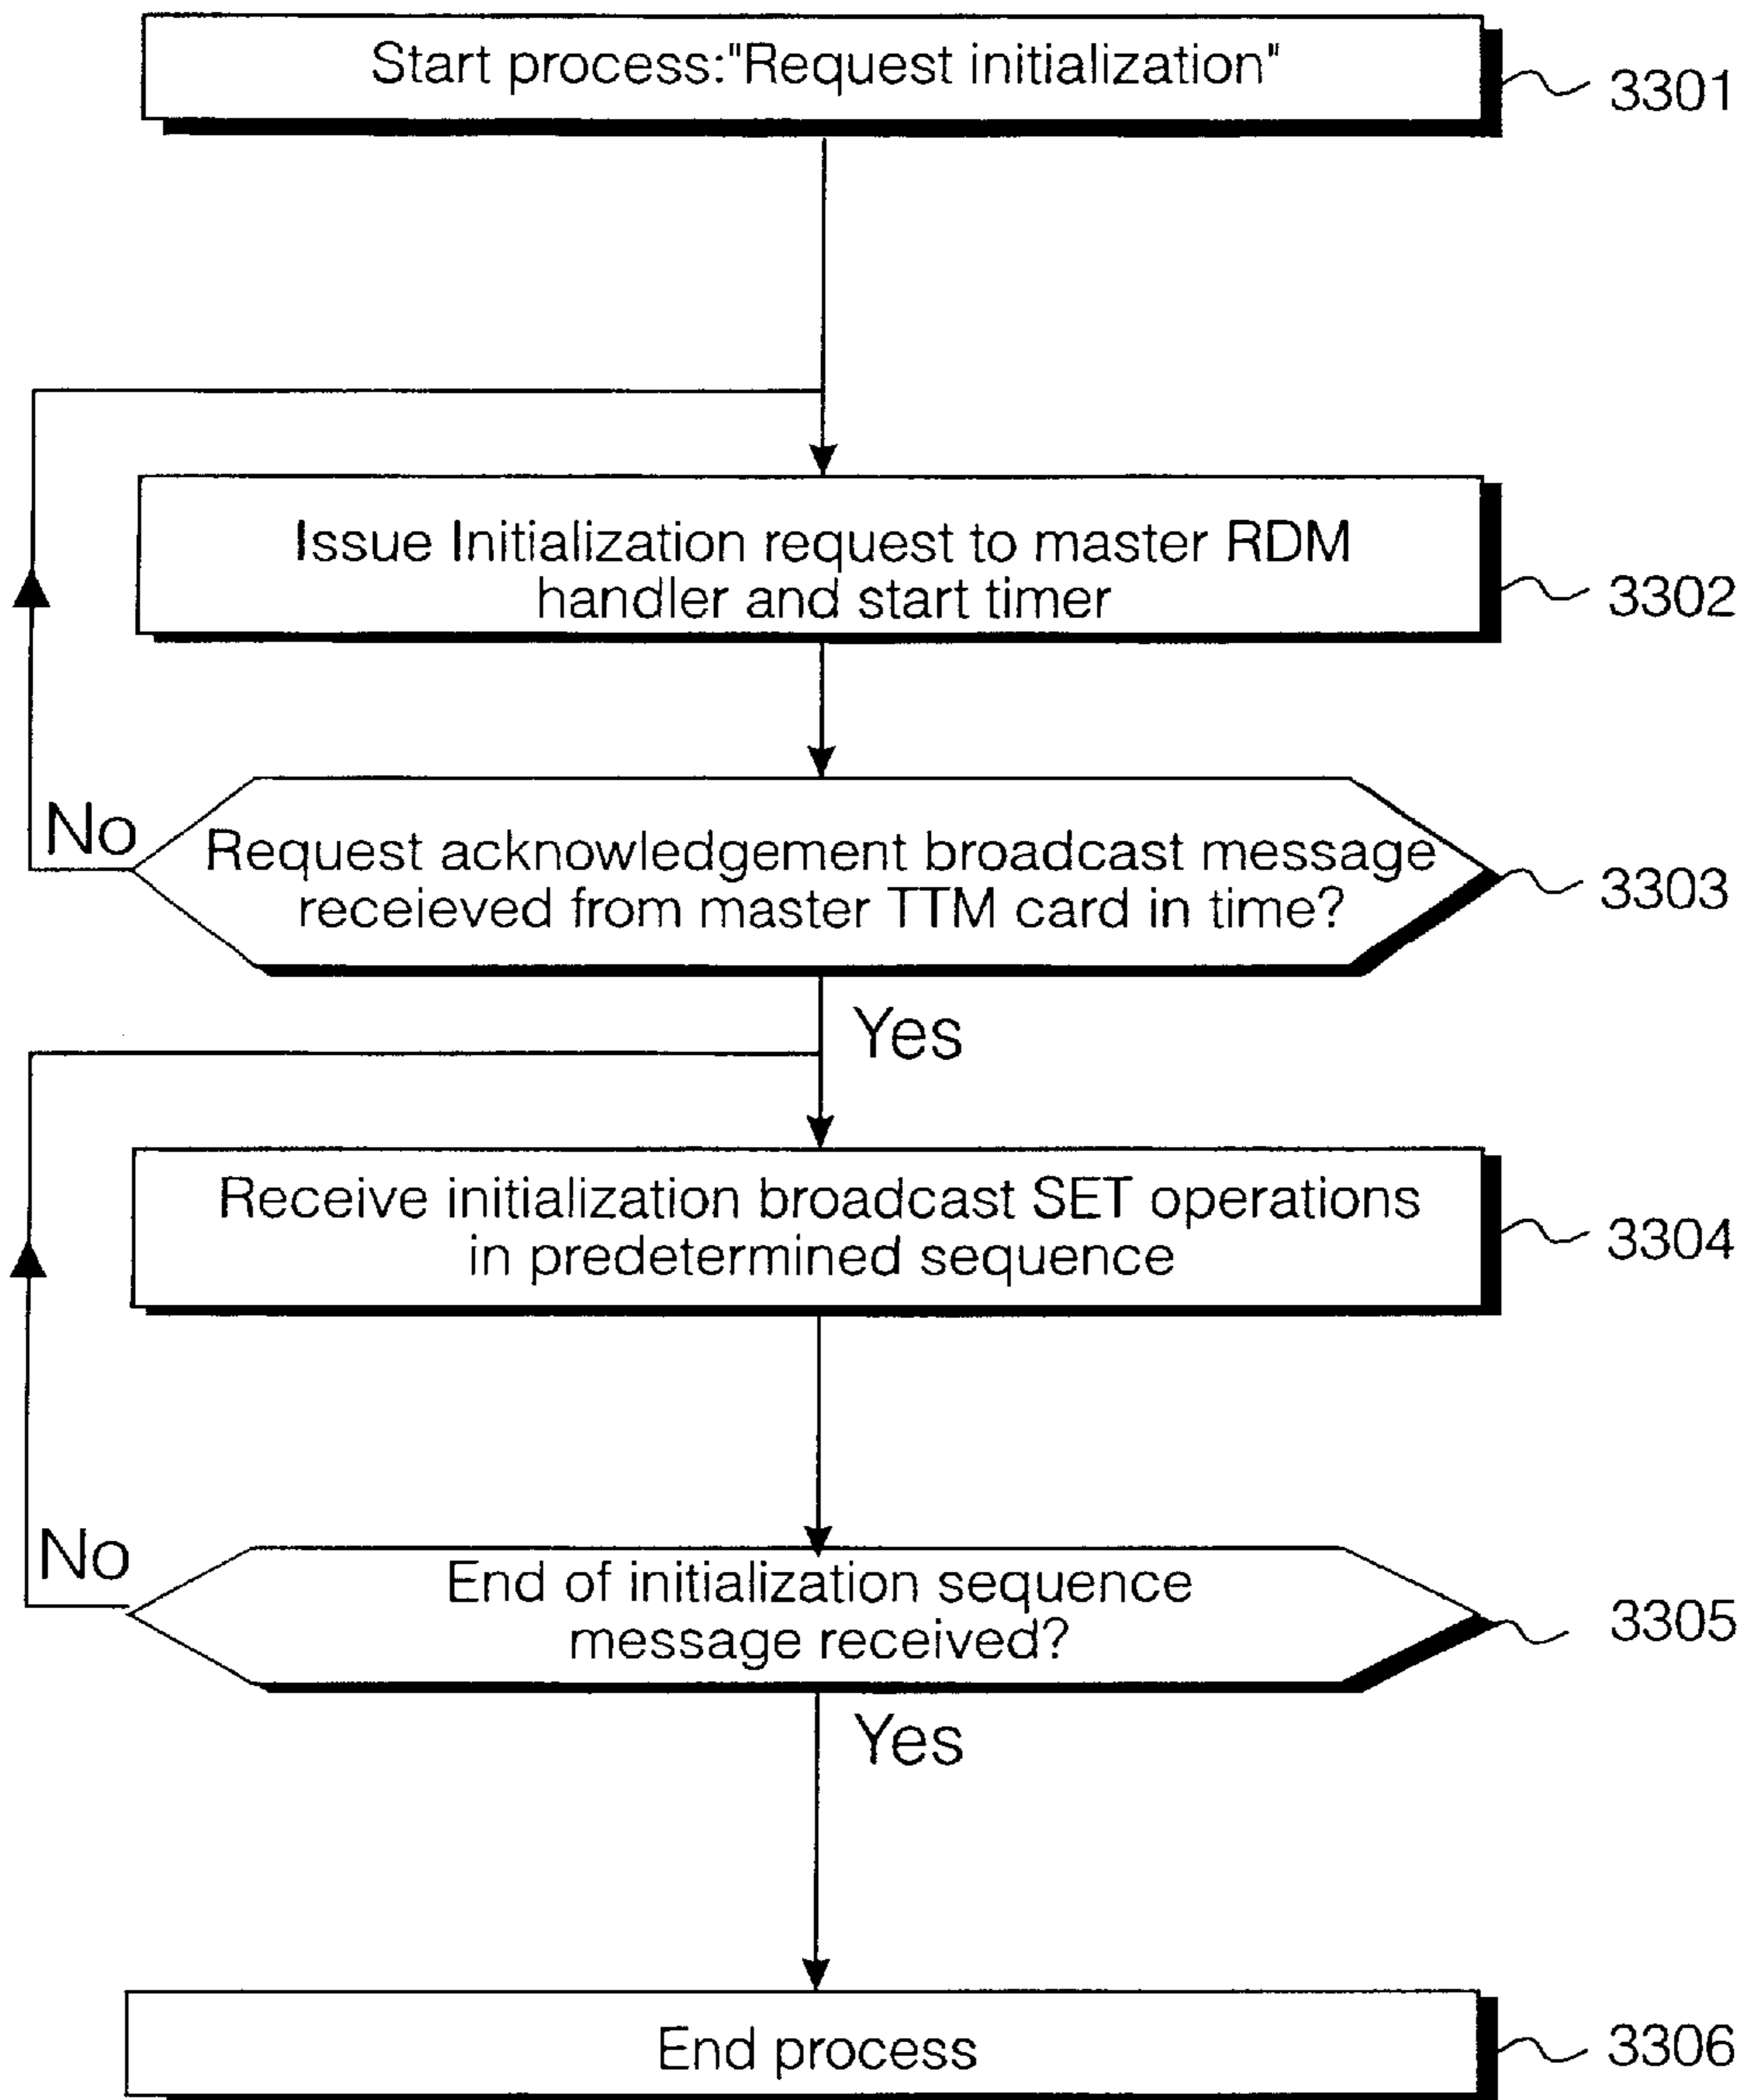 Start process:"Request initialization"
3301
Issue Initialization request to master RDM
handler and start timer
3302
No
Request acknowledgement broadcast message
receieved from master TTM card in time?
3303
Yes
Receive initialization broadcast SET operations
in predetermined sequence
3304
No
End of initialization sequence
message received?
3305
Yes
End process
3306